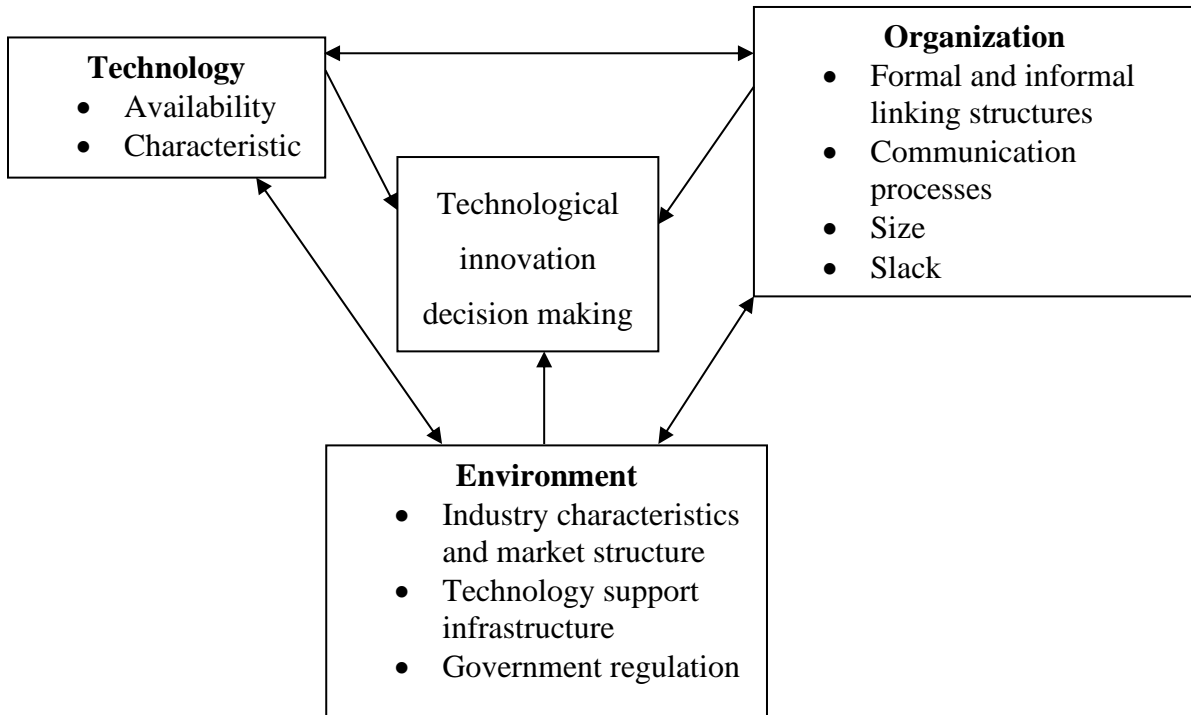 Technology
• Availability
• Characteristic
Organization
• Formal and informal
linking structures
• Communication
processes
• Size
• Slack
Technological
innovation
decision making
Environment
• Industry characteristics
and market structure
• Technology support
infrastructure
• Government regulation